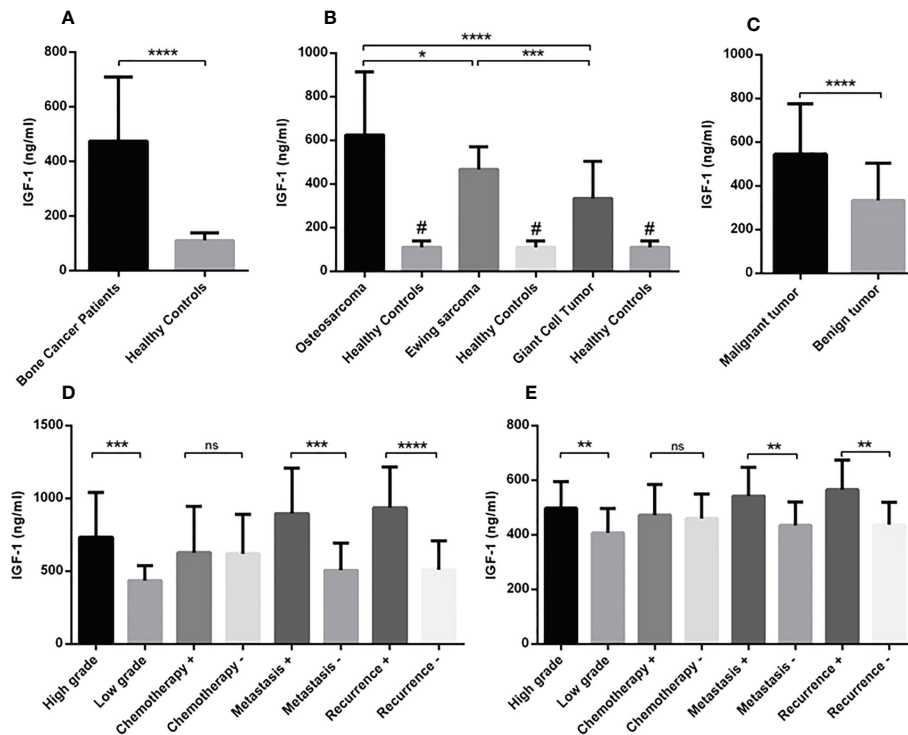 A
IGF-1 (ng/ml)
800
600
400
200
0
****
Bone Cancer Patients
Healthy Controls
B
IGF-1 (ng/ml)
1000
800
600
400
200
0
****
*
***
#
#
#
Osteosarcoma
Healthy Controls
Ewing sarcoma
Healthy Controls
Giant Cell Tumor
Healthy Controls
C
IGF-1 (ng/ml)
1000
800
600
400
200
0
****
Malignant tumor
Benign tumor
D
IGF-1 (ng/ml)
1500
1000
500
0
***
ns
***
****
High grade
Low grade
Chemotherapy +
Chemotherapy -
Metastasis +
Metastasis -
Recurrence +
Recurrence -
E
IGF-1 (ng/ml)
800
600
400
200
0
**
ns
**
**
High grade
Low grade
Chemotherapy +
Chemotherapy -
Metastasis +
Metastasis -
Recurrence +
Recurrence -